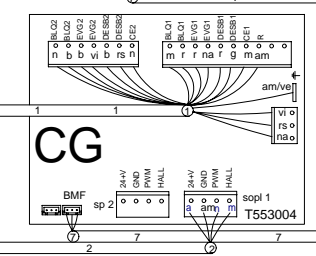 BLQ2 BLQ2 EVG2 EVG2 DESB2 DESB2 CE2
n b b vi b rs n
BLQ1 BLQ1 EVG1 EVG1 DESB1 DESB1 CE1 R
m r r na r g m am
am/ve
1 1 1
vi
rs
na
CG
24+V GND PWM HALL
sp 2
24+V GND PWM HALL
sopl 1
a am n m
BMF
T553004
7 7 7
2 2